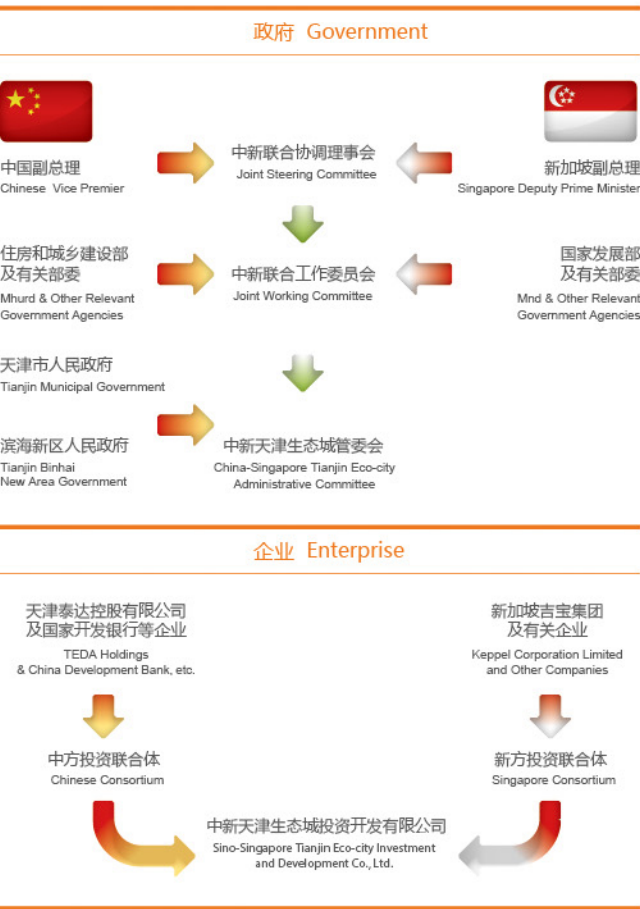 政府 Government
中国副总理
Chinese Vice Premier
中新联合协调理事会
Joint Steering Committee
新加坡副总理
Singapore Deputy Prime Minister
住房和城乡建设部
及有关部委
Mhurd & Other Relevant
Government Agencies
中新联合工作委员会
Joint Working Committee
国家发展部
及有关部委
Mnd & Other Relevant
Government Agencies
天津市人民政府
Tianjin Municipal Government
滨海新区人民政府
Tianjin Binhai
New Area Government
中新天津生态城管委会
China-Singapore Tianjin Eco-city
Administrative Committee
企业 Enterprise
天津泰达控股有限公司
及国家开发银行等企业
TEDA Holdings
& China Development Bank, etc.
新加坡吉宝集团
及有关企业
Keppel Corporation Limited
and Other Companies
中方投资联合体
Chinese Consortium
新方投资联合体
Singapore Consortium
中新天津生态城投资开发有限公司
Sino-Singapore Tianjin Eco-city Investment
and Development Co., Ltd.